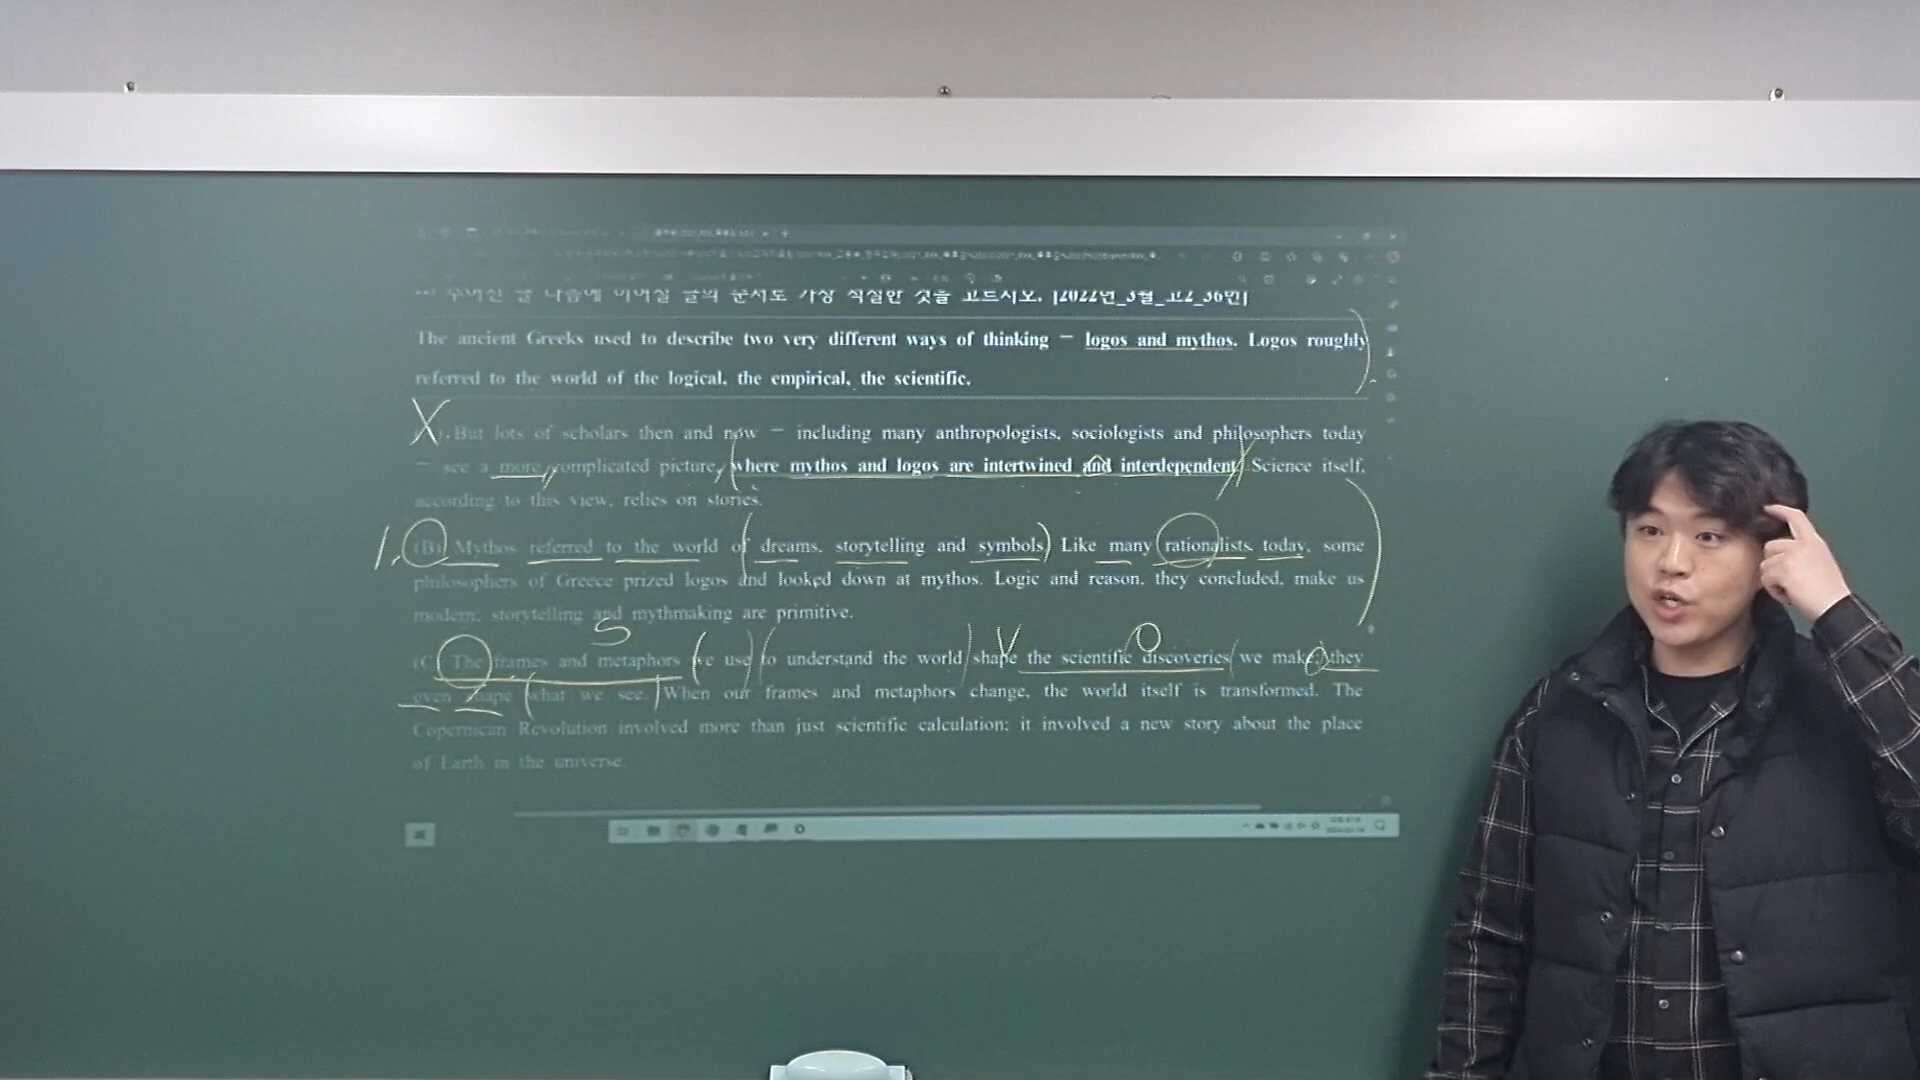 주어진 글 다음에 이어질 글의 순서로 가장 적절한 것을 고르시오. [2022년_3월_고2_36번]
The ancient Greeks used to describe two very different ways of thinking – logos and mythos. Logos roughly
referred to the world of the logical, the empirical, the scientific.
X
But lots of scholars then and now – including many anthropologists, sociologists and philosophers today
– see a more complicated picture, where mythos and logos are intertwined and interdependent. Science itself,
according to this view, relies on stories.
1.
(B) Mythos referred to the world of dreams, storytelling and symbols. Like many rationalists today, some
philosophers of Greece prized logos and looked down at mythos. Logic and reason, they concluded, make us
modern; storytelling and mythmaking are primitive.
S V O
(C) The frames and metaphors we use to understand the world shape the scientific discoveries we make; they
even shape what we see. When our frames and metaphors change, the world itself is transformed. The
Copernican Revolution involved more than just scientific calculation; it involved a new story about the place
of Earth in the universe.